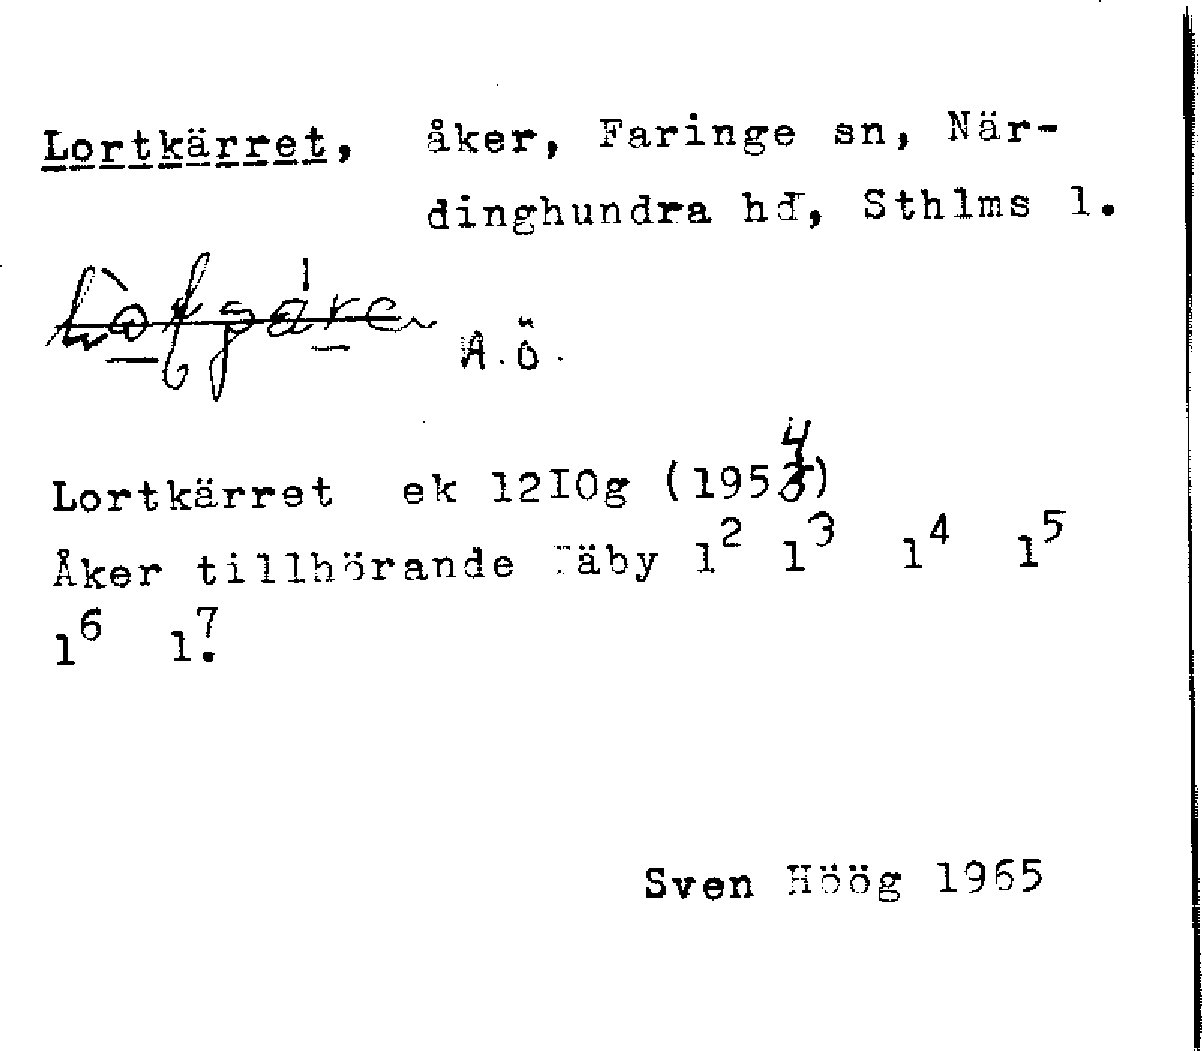 Lortkärret, åker, Faringe sn, När-
dinghundra hd, Sthlms l.
A.Ö.
Lortkärret ek 12I0g (1954)
Åker tillhörande Täby 1² 1³ 1⁴ 1⁵
1⁶ 1⁷.
Sven Höög 1965